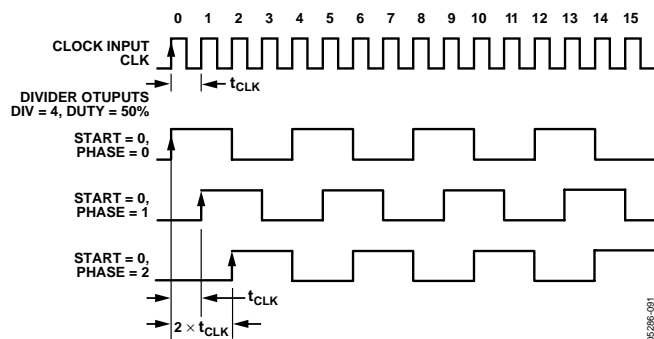 0 1 2 3 4 5 6 7 8 9 10 11 12 13 14 15
CLOCK INPUT
CLK
tCLK
DIVIDER OTUPUTS
DIV = 4, DUTY = 50%
START = 0,
PHASE = 0
START = 0,
PHASE = 1
START = 0,
PHASE = 2
tCLK
2 × tCLK
05286-091